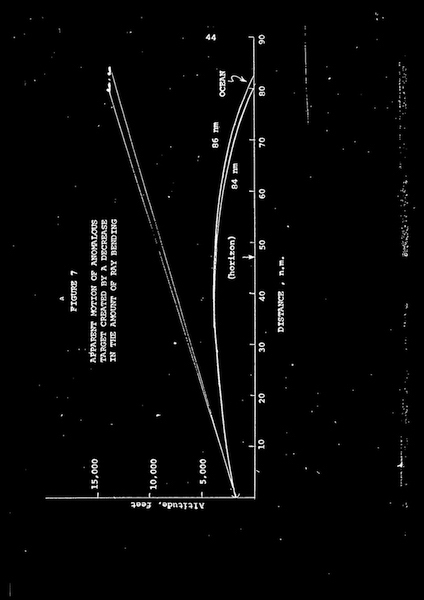 44
FIGURE 7
APPARENT MOTION OF ANOMALOUS
TARGET CREATED BY A DECREASE
IN THE AMOUNT OF RAY BENDING
15,000
10,000
5,000
Altitude, feet
OCEAN
86 nm
84 nm
(horizon)
10 20 30 40 50 60 70 80 90
DISTANCE , n.m.